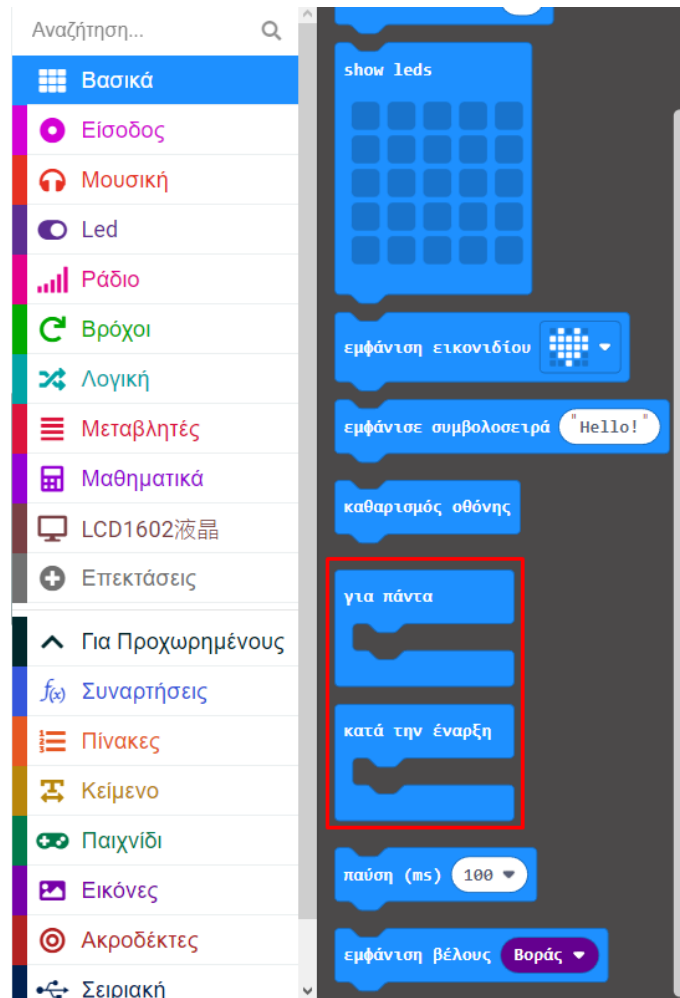 Αναζήτηση...
Βασικά
Είσοδος
Μουσική
Led
Ράδιο
Βρόχοι
Λογική
Μεταβλητές
Μαθηματικά
LCD1602液晶
Επεκτάσεις
Για Προχωρημένους
f(x) Συναρτήσεις
Πίνακες
Κείμενο
Παιχνίδι
Εικόνες
Ακροδέκτες
Σειριακή
show leds
εμφάνιση εικονιδίου
εμφάνισε συμβολοσειρά "Hello!"
καθαρισμός οθόνης
για πάντα
κατά την έναρξη
παύση (ms) 100
εμφάνιση βέλους Βοράς